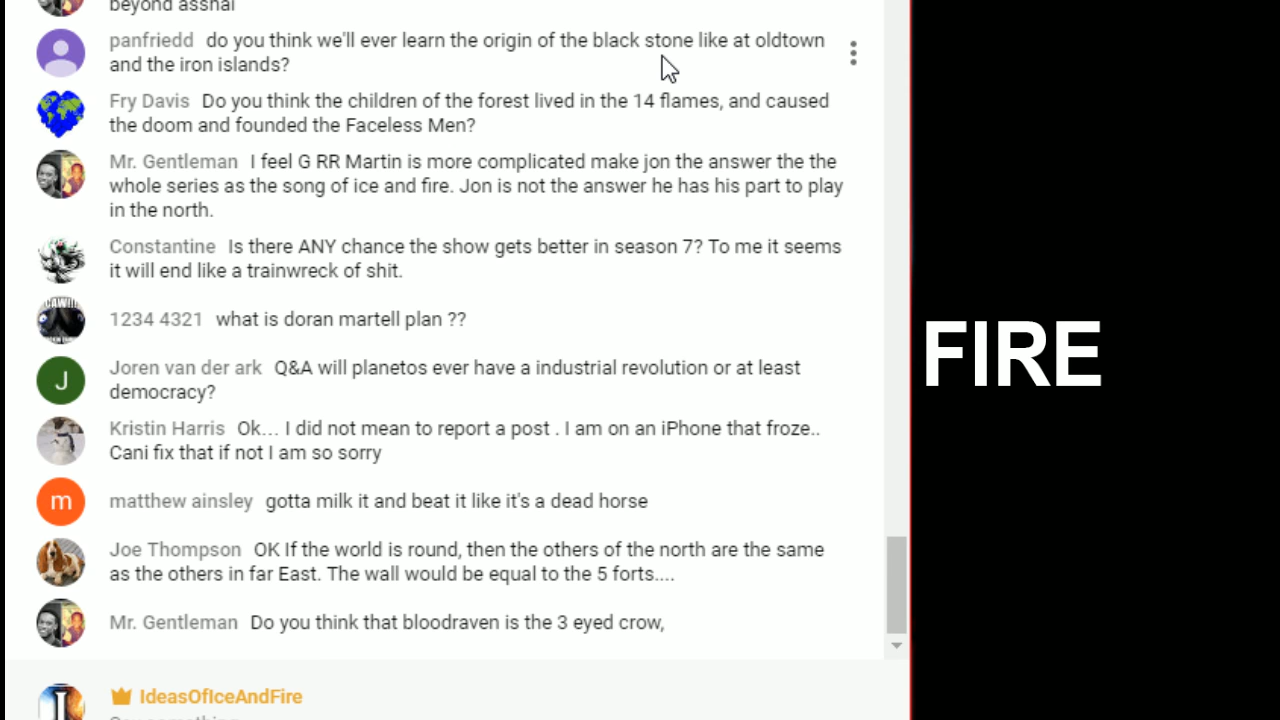 beyond asshai
panfriedd do you think we'll ever learn the origin of the black stone like at oldtown
and the iron islands?
Fry Davis Do you think the children of the forest lived in the 14 flames, and caused
the doom and founded the Faceless Men?
Mr. Gentleman I feel G RR Martin is more complicated make jon the answer the the
whole series as the song of ice and fire. Jon is not the answer he has his part to play
in the north.
Constantine Is there ANY chance the show gets better in season 7? To me it seems
it will end like a trainwreck of shit.
1234 4321 what is doran martell plan ??
Joren van der ark Q&A will planetos ever have a industrial revolution or at least
democracy?
Kristin Harris Ok... I did not mean to report a post . I am on an iPhone that froze..
Cani fix that if not I am so sorry
m matthew ainsley gotta milk it and beat it like it's a dead horse
J
Joe Thompson OK If the world is round, then the others of the north are the same
as the others in far East. The wall would be equal to the 5 forts....
Mr. Gentleman Do you think that bloodraven is the 3 eyed crow,
IdeasOfIceAndFire
Say something...
FIRE